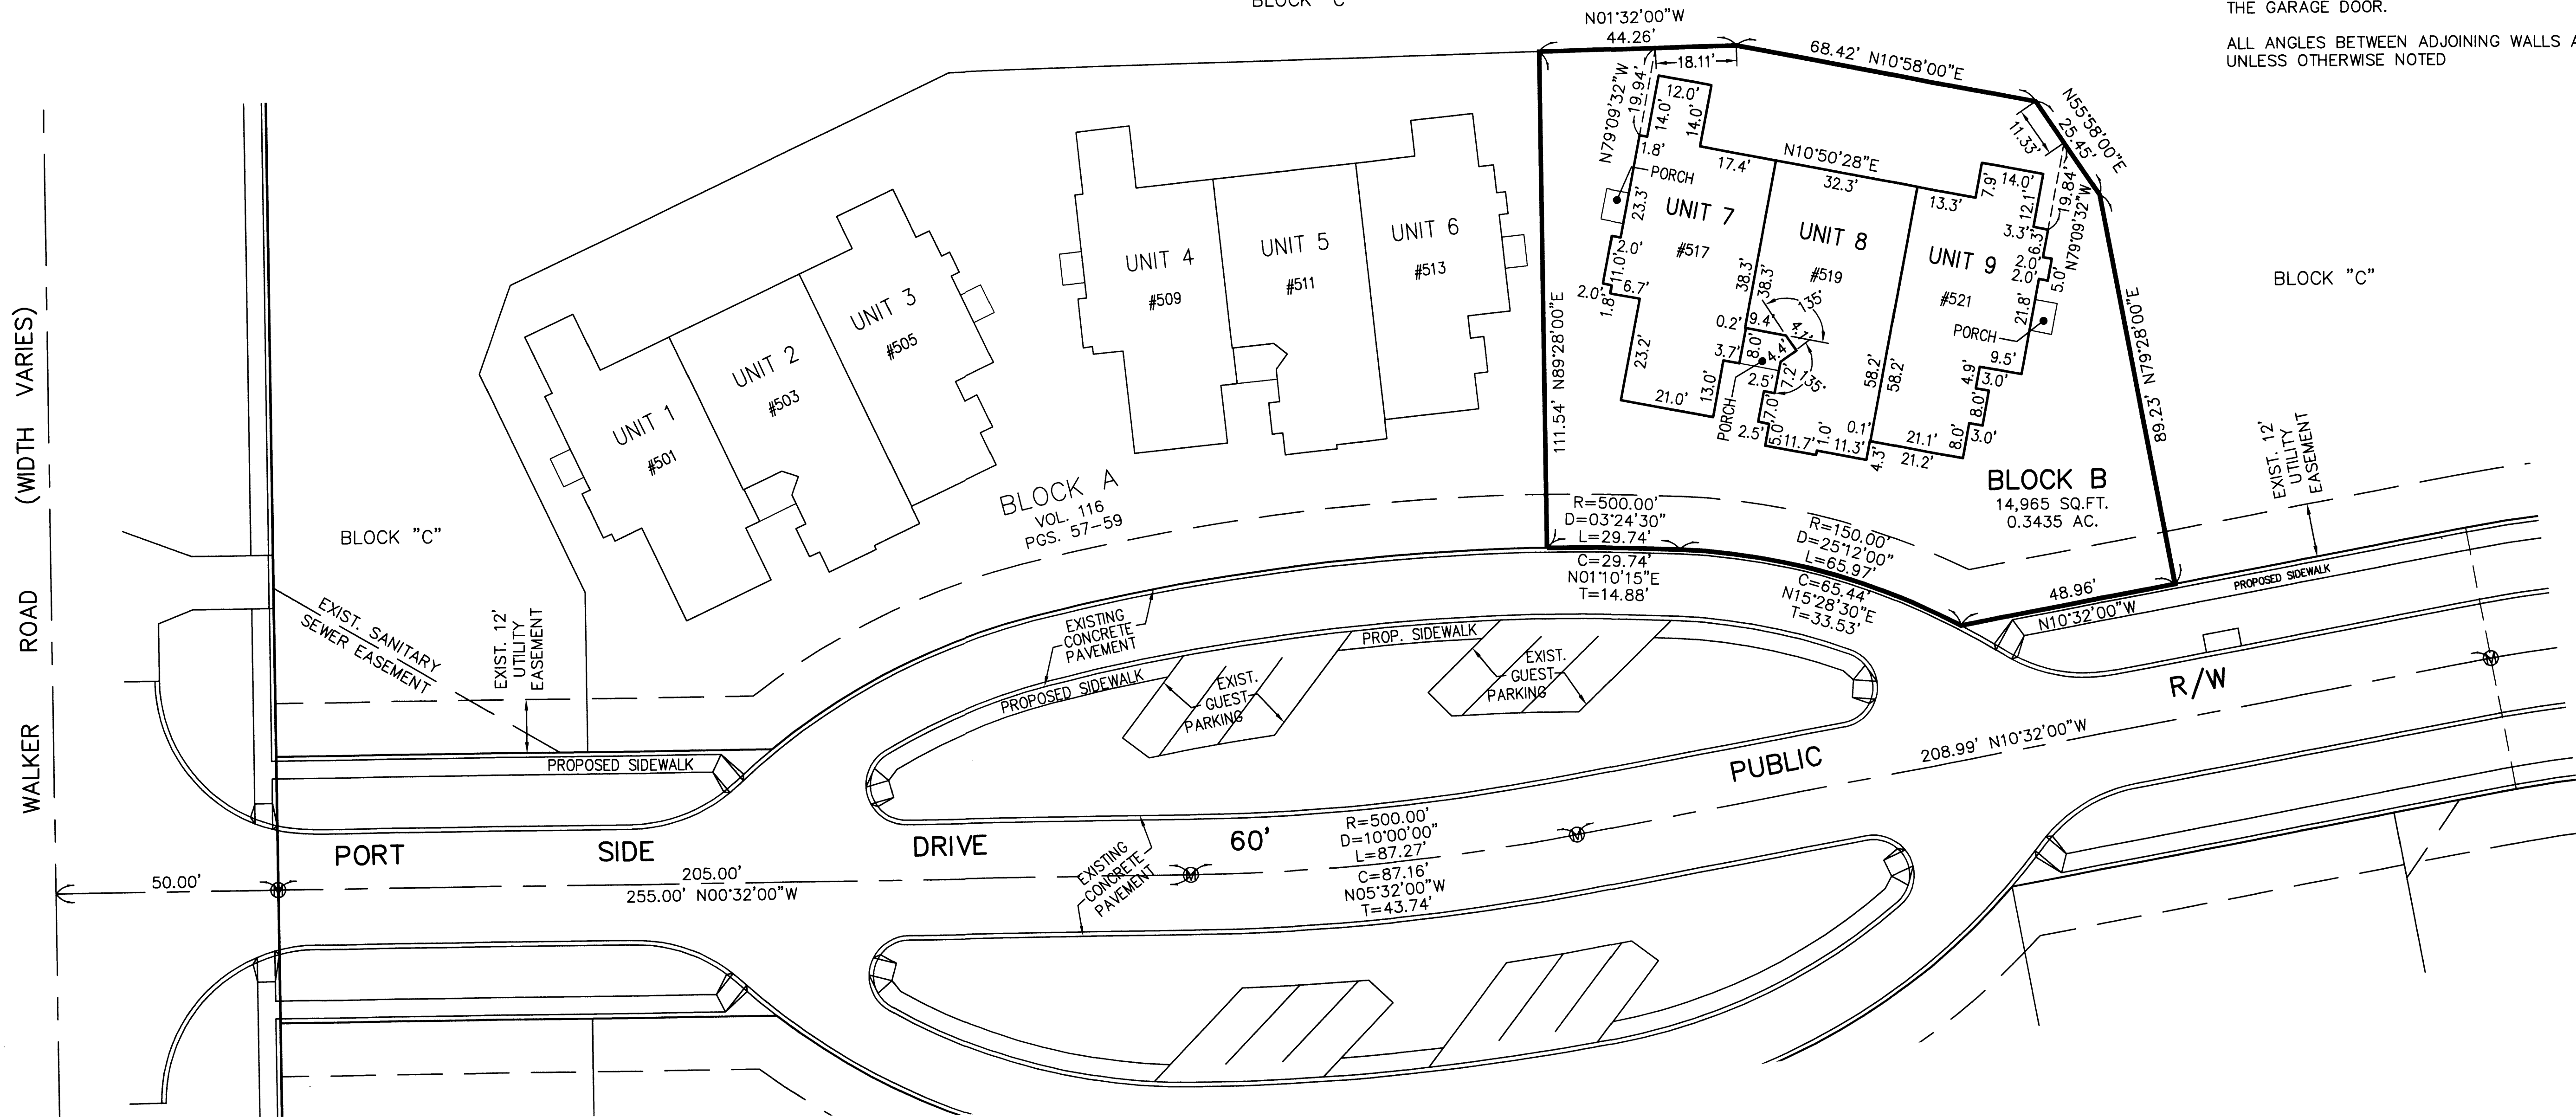 BLOCK "C"
THE GARAGE DOOR.
ALL ANGLES BETWEEN ADJOINING WALLS A
UNLESS OTHERWISE NOTED
N01°32'00"W
44.26'
18.11'
68.42' N10°58'00"E
N55°58'00"E
25.45'
11.33'
N79°09'32"W
19.94'
12.0'
14.0'
14.0'
1.8'
PORCH
17.4'
N10°50'28"E
32.3'
13.3'
7.9'
14.0'
12.1'
19.84'
N79°09'32"W
3.3'
6.3'
2.0'
2.0'
5.0'
23.3'
UNIT 7
#517
UNIT 8
#519
UNIT 9
#521
2.0'
11.0'
6.7'
2.0'
1.8'
38.3'
38.3'
135°
21.8'
PORCH
0.2'
9.4'
4.1'
8.0'
4.4'
3.7'
23.2'
21.0'
13.0'
PORCH
2.5'
7.2'
135°
7.0'
2.5'
5.0'
11.7'
1.0'
11.3'
0.1'
4.3'
58.2'
58.2'
9.5'
4.9'
3.0'
8.0'
3.0'
8.0'
21.1'
21.2'
BLOCK B
14,965 SQ.FT.
0.3435 AC.
BLOCK "C"
89.23' N79°28'00"E
111.54' N89°28'00"E
UNIT 1
#501
UNIT 2
#503
UNIT 3
#505
UNIT 4
#509
UNIT 5
#511
UNIT 6
#513
BLOCK A
VOL. 116
PGS. 57-59
BLOCK "C"
WALKER ROAD (WIDTH VARIES)
EXIST. SANITARY
SEWER EASEMENT
EXIST. 12'
UTILITY
EASEMENT
R=500.00'
D=03°24'30"
L=29.74'
C=29.74'
N01°10'15"E
T=14.88'
R=150.00'
D=25°12'00"
L=65.97'
C=65.44'
N15°28'30"E
T=33.53'
48.96'
N10°32'00"W
EXIST. 12'
UTILITY
EASEMENT
PROPOSED SIDEWALK
EXISTING
CONCRETE
PAVEMENT
PROPOSED SIDEWALK
PROP. SIDEWALK
EXIST.
GUEST
PARKING
EXIST.
GUEST
PARKING
PROPOSED SIDEWALK
PORT SIDE DRIVE 60' PUBLIC R/W
208.99' N10°32'00"W
R=500.00'
D=10°00'00"
L=87.27'
C=87.16'
N05°32'00"W
T=43.74'
EXISTING
CONCRETE
PAVEMENT
50.00'
205.00'
255.00' N00°32'00"W
M
M
M
M